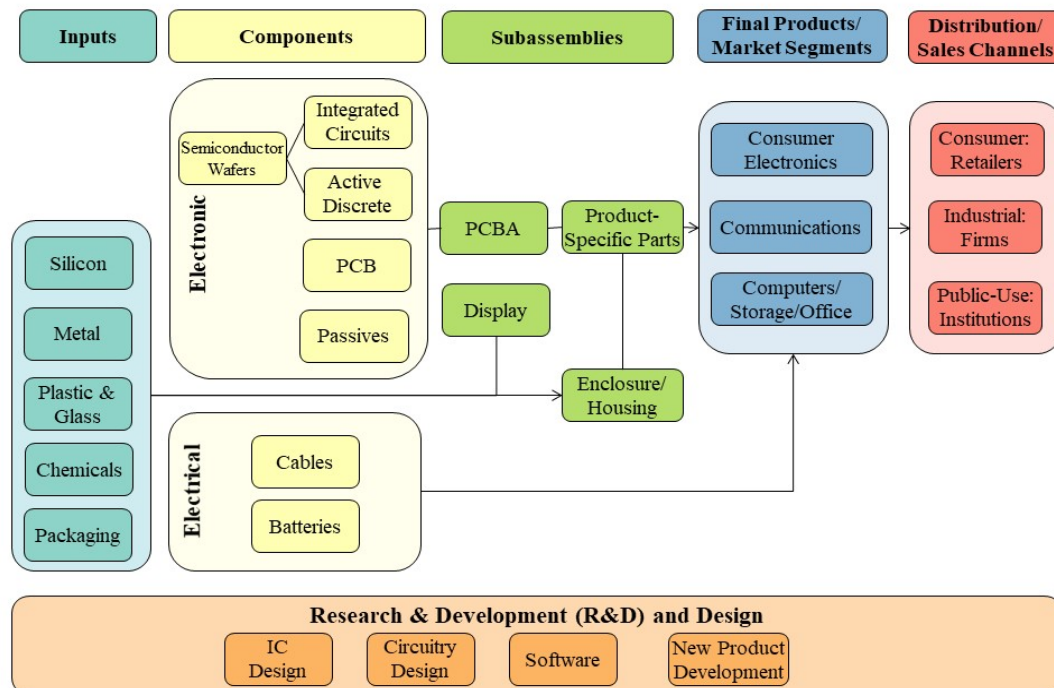 Inputs
Components
Subassemblies
Final Products/
Market Segments
Distribution/
Sales Channels
Silicon
Metal
Plastic &
Glass
Chemicals
Packaging
Electronic
Semiconductor
Wafers
Integrated
Circuits
Active
Discrete
PCB
Passives
Electrical
Cables
Batteries
PCBA
Display
Product-
Specific Parts
Enclosure/
Housing
Consumer
Electronics
Communications
Computers/
Storage/Office
Consumer:
Retailers
Industrial:
Firms
Public-Use:
Institutions
Research & Development (R&D) and Design
IC
Design
Circuitry
Design
Software
New Product
Development